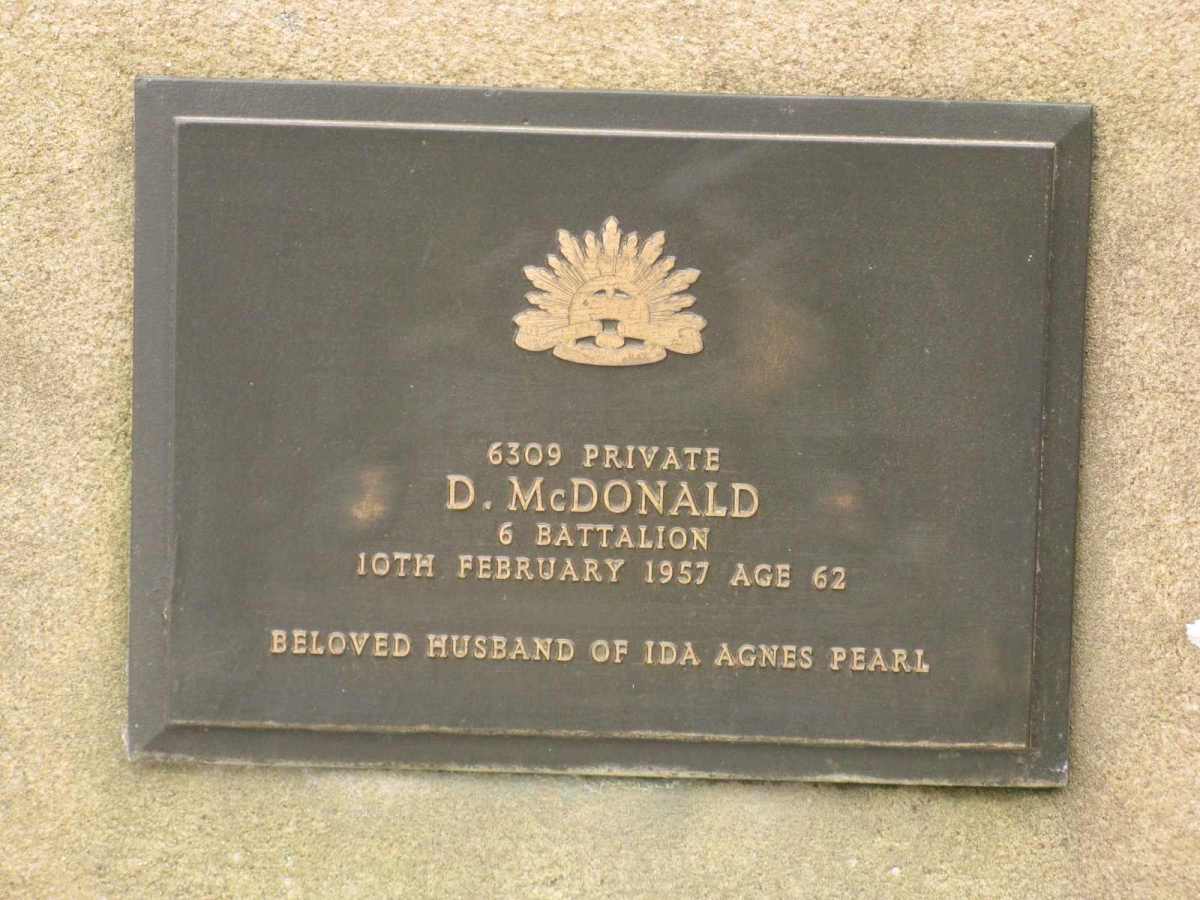 6309 PRIVATE
D. McDONALD
6 BATTALION
10TH FEBRUARY 1957 AGE 62
BELOVED HUSBAND OF IDA AGNES PEARL